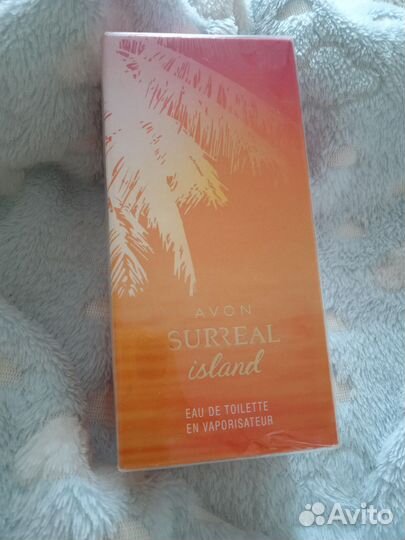 AVON
SURREAL
island
EAU DE TOILETTE
EN VAPORISATEUR
Avito